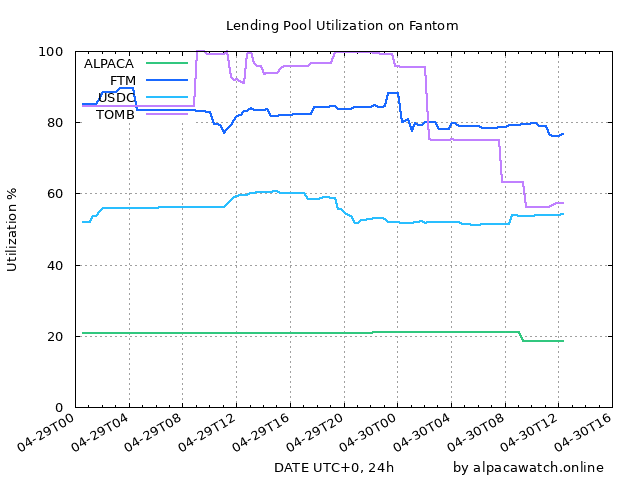 Lending Pool Utilization on Fantom
ALPACA
FTM
USDC
TOMB
100
80
60
40
20
0
Utilization %
04-29T00
04-29T04
04-29T08
04-29T12
04-29T16
04-29T20
04-30T00
04-30T04
04-30T08
04-30T12
04-30T16
DATE UTC+0, 24h
by alpacawatch.online